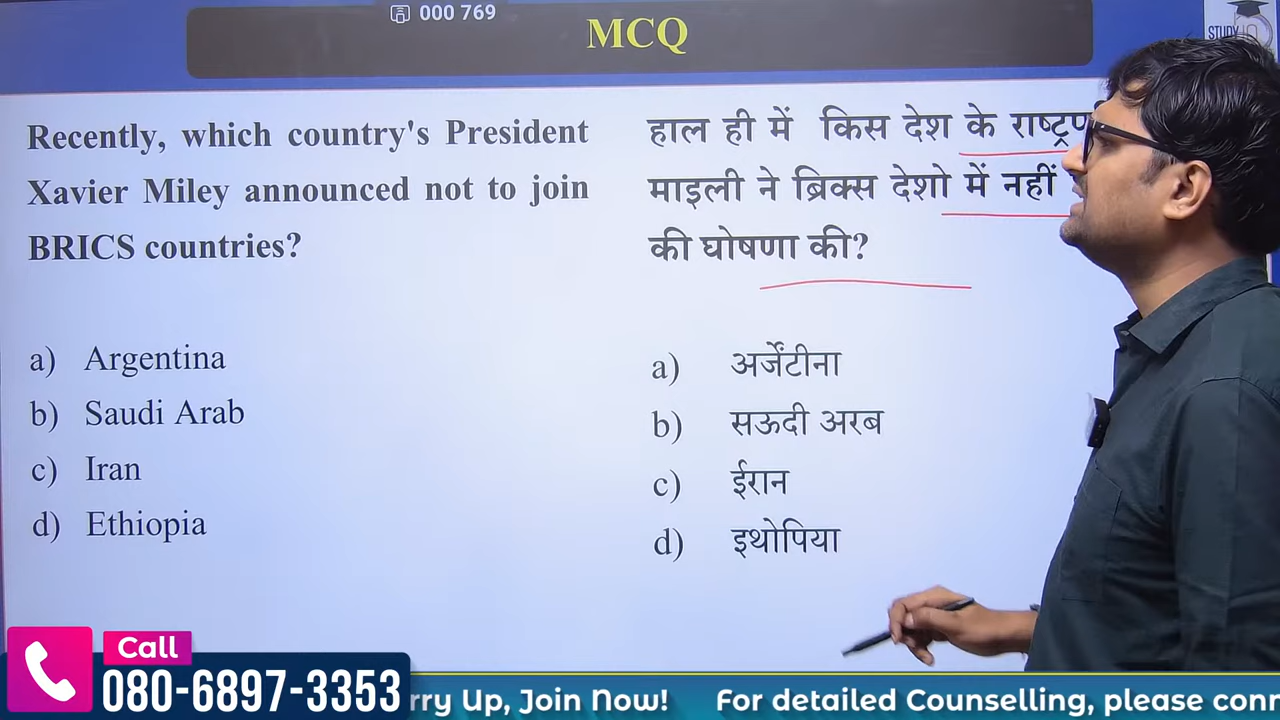 000 769
MCQ
STUDY
Recently, which country's President
Xavier Miley announced not to join
BRICS countries?
a) Argentina
b) Saudi Arab
c) Iran
d) Ethiopia
हाल ही में किस देश के
माइली ने ब्रिक्स देशो में नहीं
की घोषणा की?
a) अर्जेंटीना
b) सऊदी अरब
c) ईरान
d) इथोपिया
Call
080-6897-3353
rry Up, Join Now! For detailed Counselling, please conn